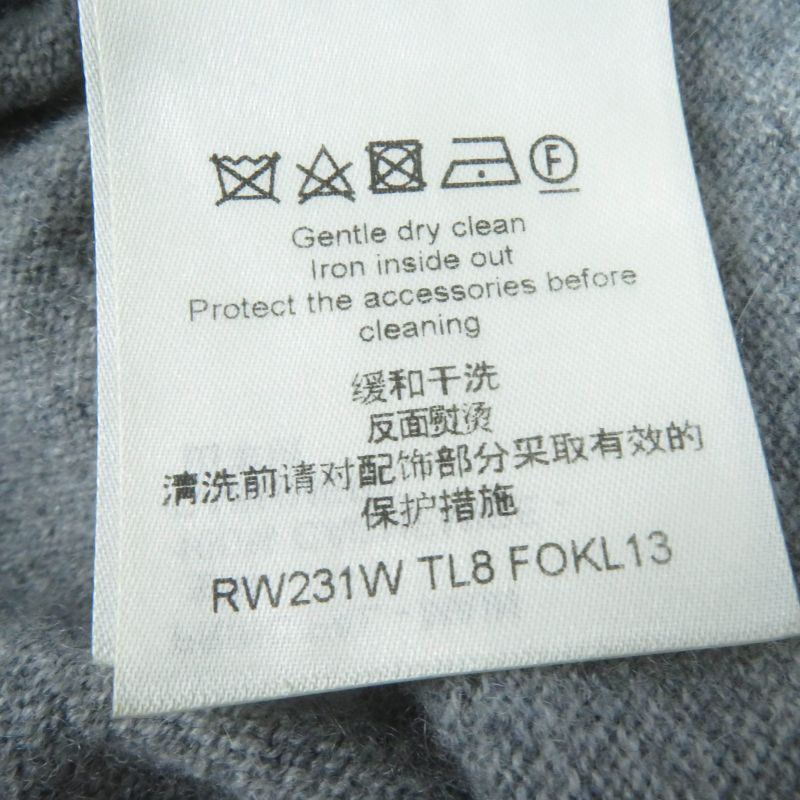 F
Gentle dry clean
Iron inside out
Protect the accessories before
cleaning
缓和干洗
反面熨烫
清洗前请对配饰部分采取有效的
保护措施
RW231W TL8 FOKL13